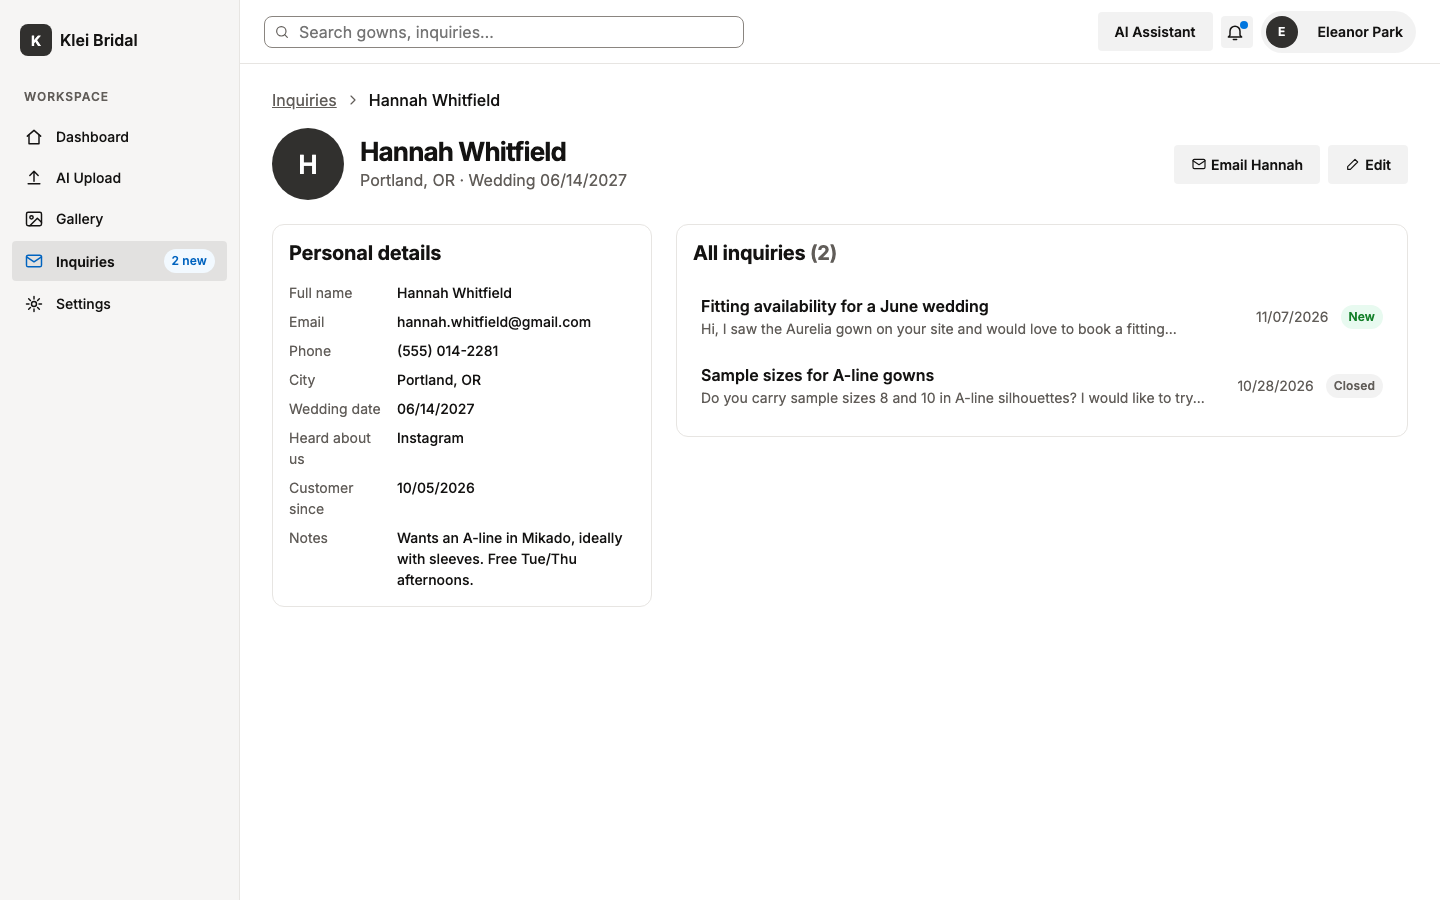 K Klei Bridal
WORKSPACE
Dashboard
AI Upload
Gallery
Inquiries 2 new
Settings
Search gowns, inquiries...
AI Assistant
E Eleanor Park
Inquiries > Hannah Whitfield
H
Hannah Whitfield
Portland, OR · Wedding 06/14/2027
Email Hannah
Edit
Personal details
Full name Hannah Whitfield
Email hannah.whitfield@gmail.com
Phone (555) 014-2281
City Portland, OR
Wedding date 06/14/2027
Heard about Instagram
us
Customer 10/05/2026
since
Notes Wants an A-line in Mikado, ideally
with sleeves. Free Tue/Thu
afternoons.
All inquiries (2)
Fitting availability for a June wedding
Hi, I saw the Aurelia gown on your site and would love to book a fitting...
11/07/2026 New
Sample sizes for A-line gowns
Do you carry sample sizes 8 and 10 in A-line silhouettes? I would like to try...
10/28/2026 Closed